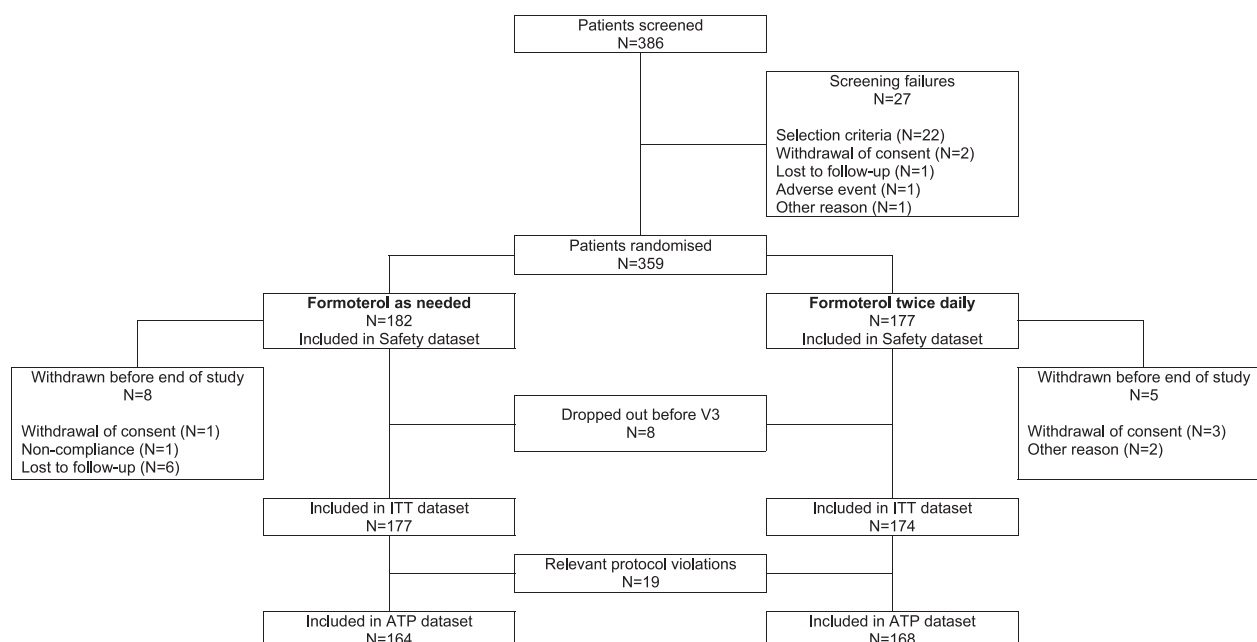 Patients screened
N=386
Screening failures
N=27
Selection criteria (N=22)
Withdrawal of consent (N=2)
Lost to follow-up (N=1)
Adverse event (N=1)
Other reason (N=1)
Patients randomised
N=359
Formoterol as needed
N=182
Included in Safety dataset
Formoterol twice daily
N=177
Included in Safety dataset
Withdrawn before end of study
N=8
Withdrawal of consent (N=1)
Non-compliance (N=1)
Lost to follow-up (N=6)
Dropped out before V3
N=8
Withdrawn before end of study
N=5
Withdrawal of consent (N=3)
Other reason (N=2)
Included in ITT dataset
N=177
Included in ITT dataset
N=174
Relevant protocol violations
N=19
Included in ATP dataset
N=164
Included in ATP dataset
N=168